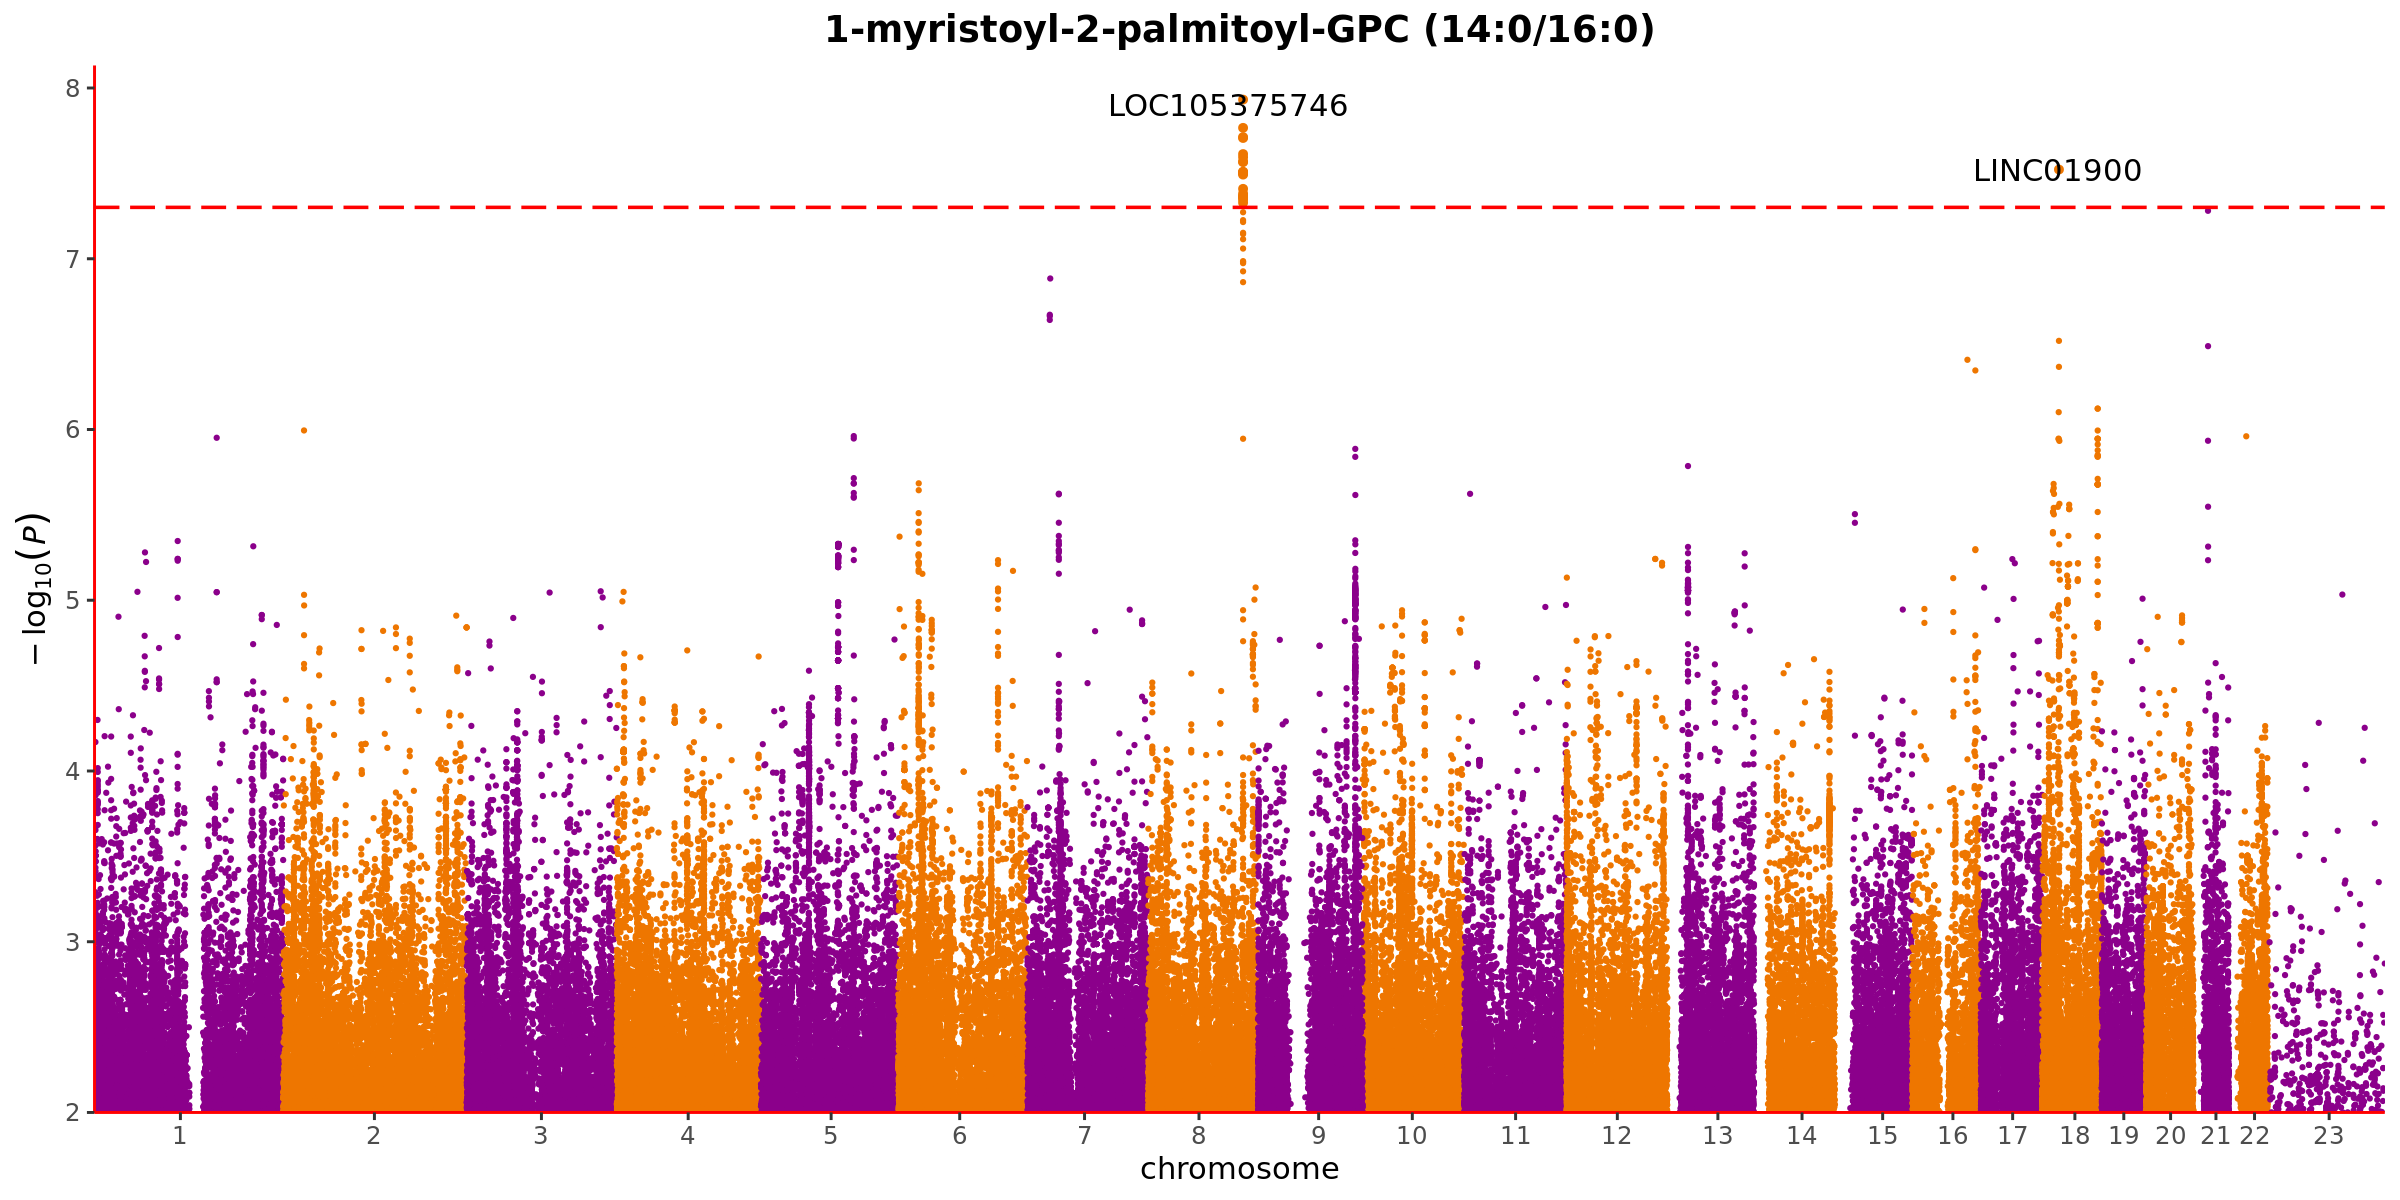 1-myristoyl-2-palmitoyl-GPC (14:0/16:0)
8
LOC105375746
LINC01900
7
6
− log10(P)
5
4
3
2
1 2 3 4 5 6 7 8 9 10 11 12 13 14 15 16 17 18 19 20 21 22 23
chromosome